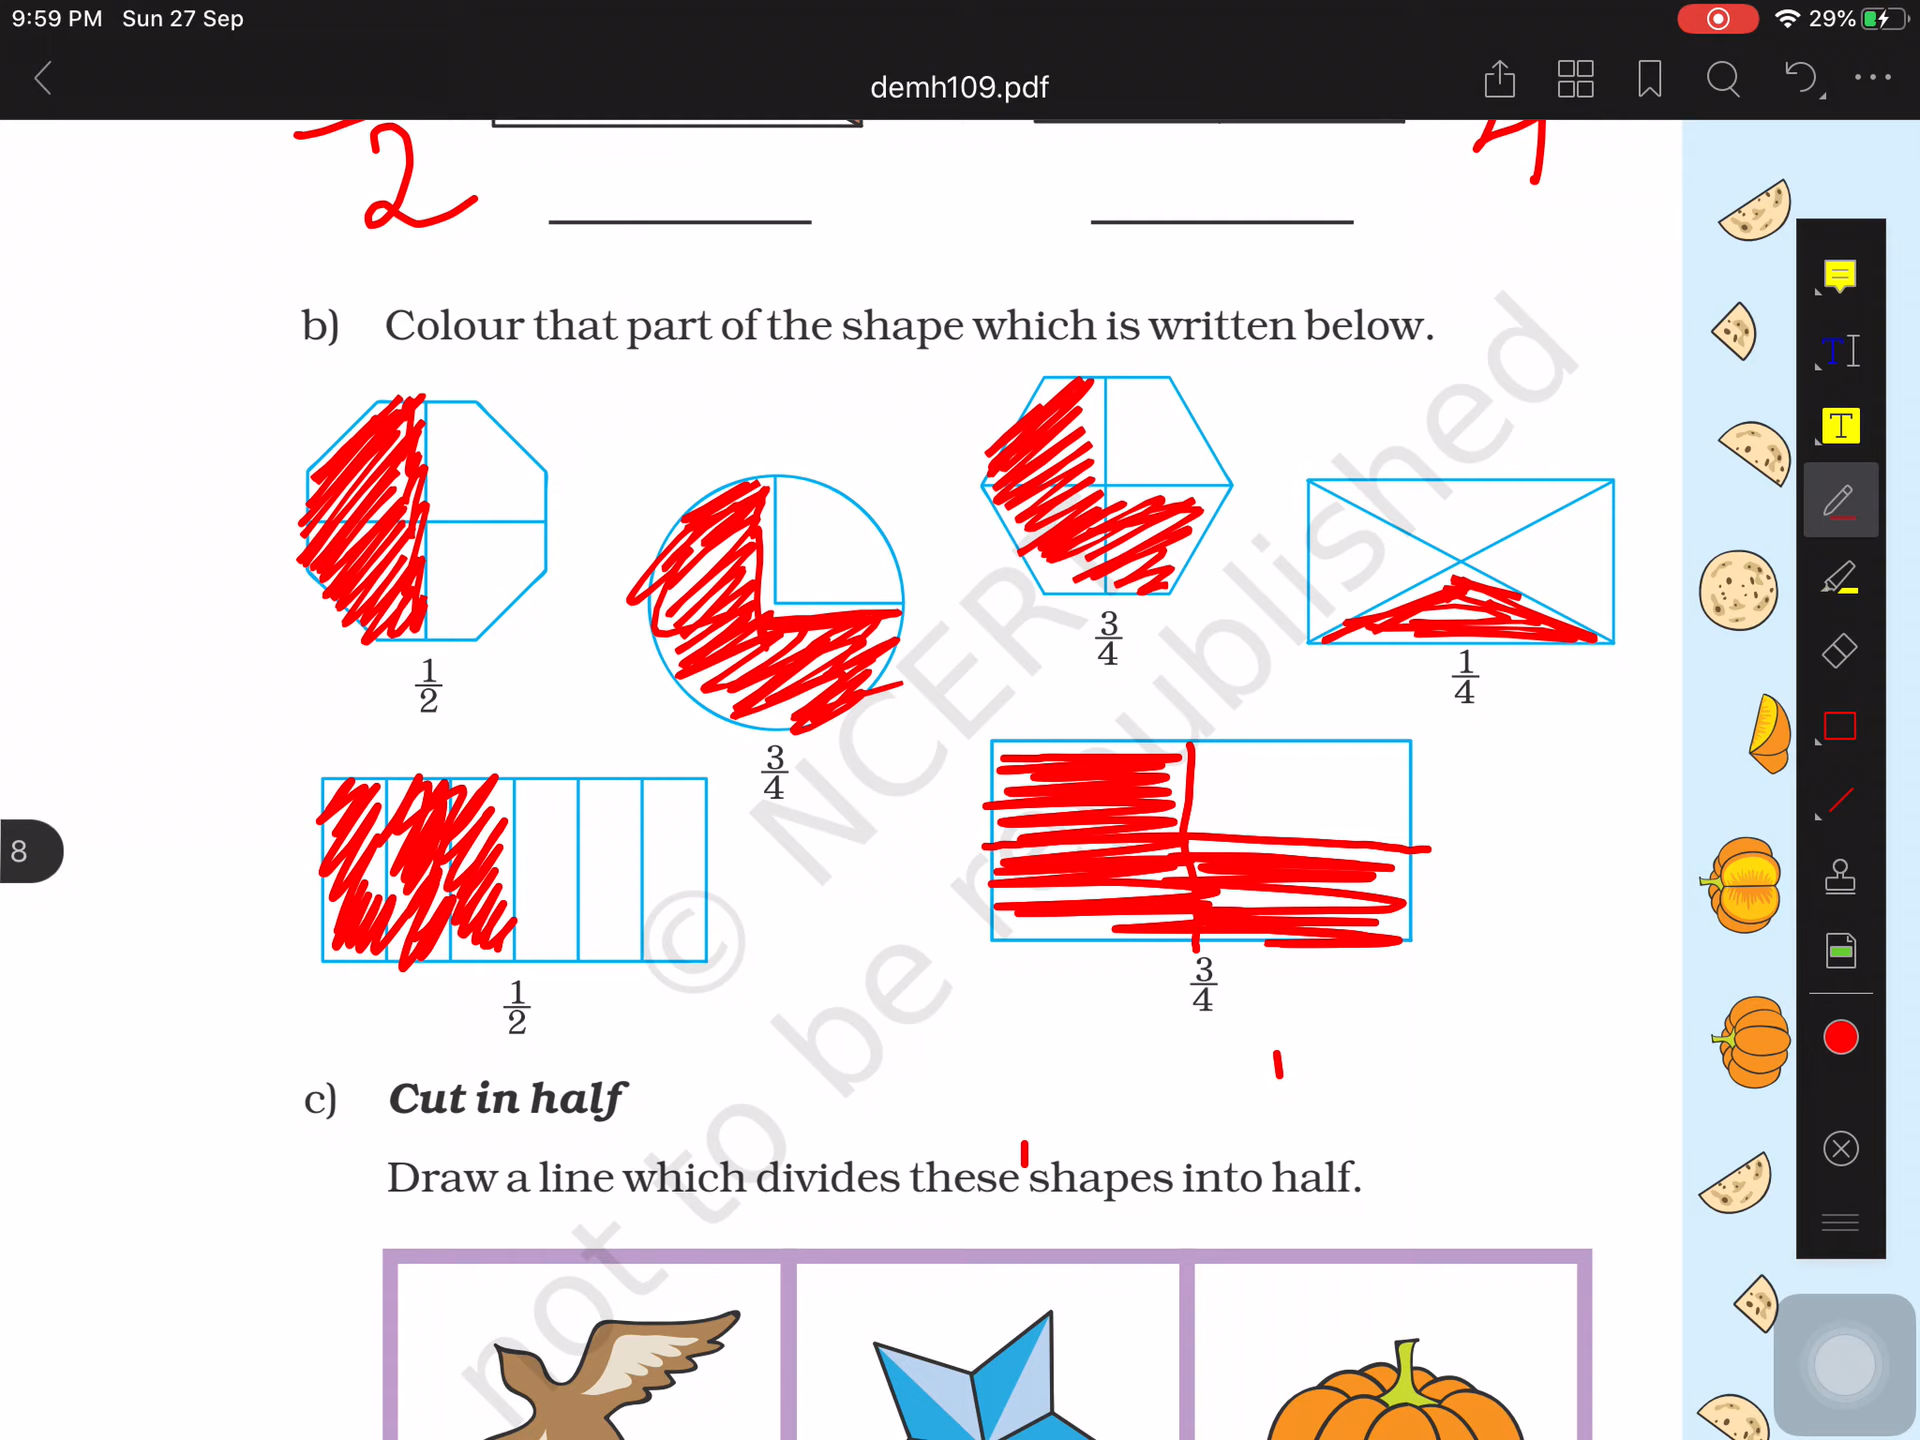 9:59 PM Sun 27 Sep
29%
demh109.pdf
2
4
b) Colour that part of the shape which is written below.
1/2
3/4
3/4
1/4
1/2
3/4
8
c) Cut in half
Draw a line which divides these shapes into half.
© NCERT
not to be republished
T
T